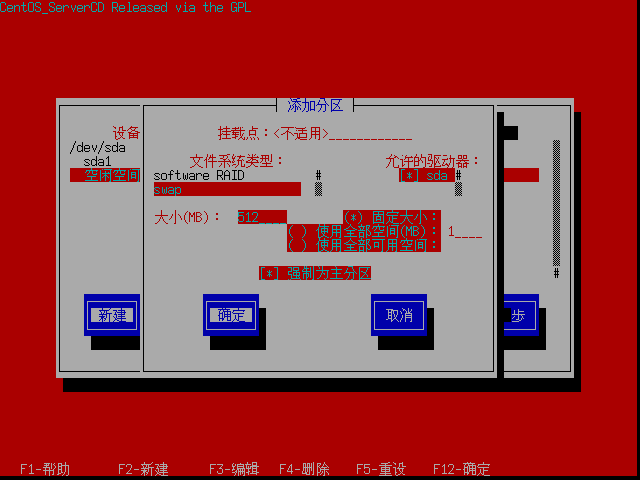 CentOS_ServerCD Released via the GPL
添加分区
设备
挂载点：<不适用>____________
/dev/sda
sda1
空闲空间
文件系统类型：
允许的驱动器：
software RAID #
[*] sda #
swap
大小(MB)： 512____
(*) 固定大小：
( ) 使用全部空间(MB)： 1____
( ) 使用全部可用空间：
[*] 强制为主分区
#
新建
确定
取消
步
F1-帮助 F2-新建 F3-编辑 F4-删除 F5-重设 F12-确定